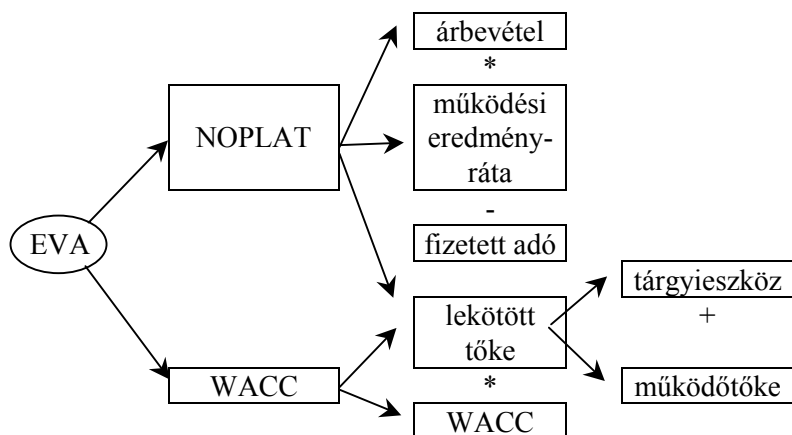 árbevétel
*
működési
eredmény-
ráta
-
fizetett adó
NOPLAT
EVA
lekötött
tőke
*
WACC
WACC
tárgyieszköz
+
működőtőke